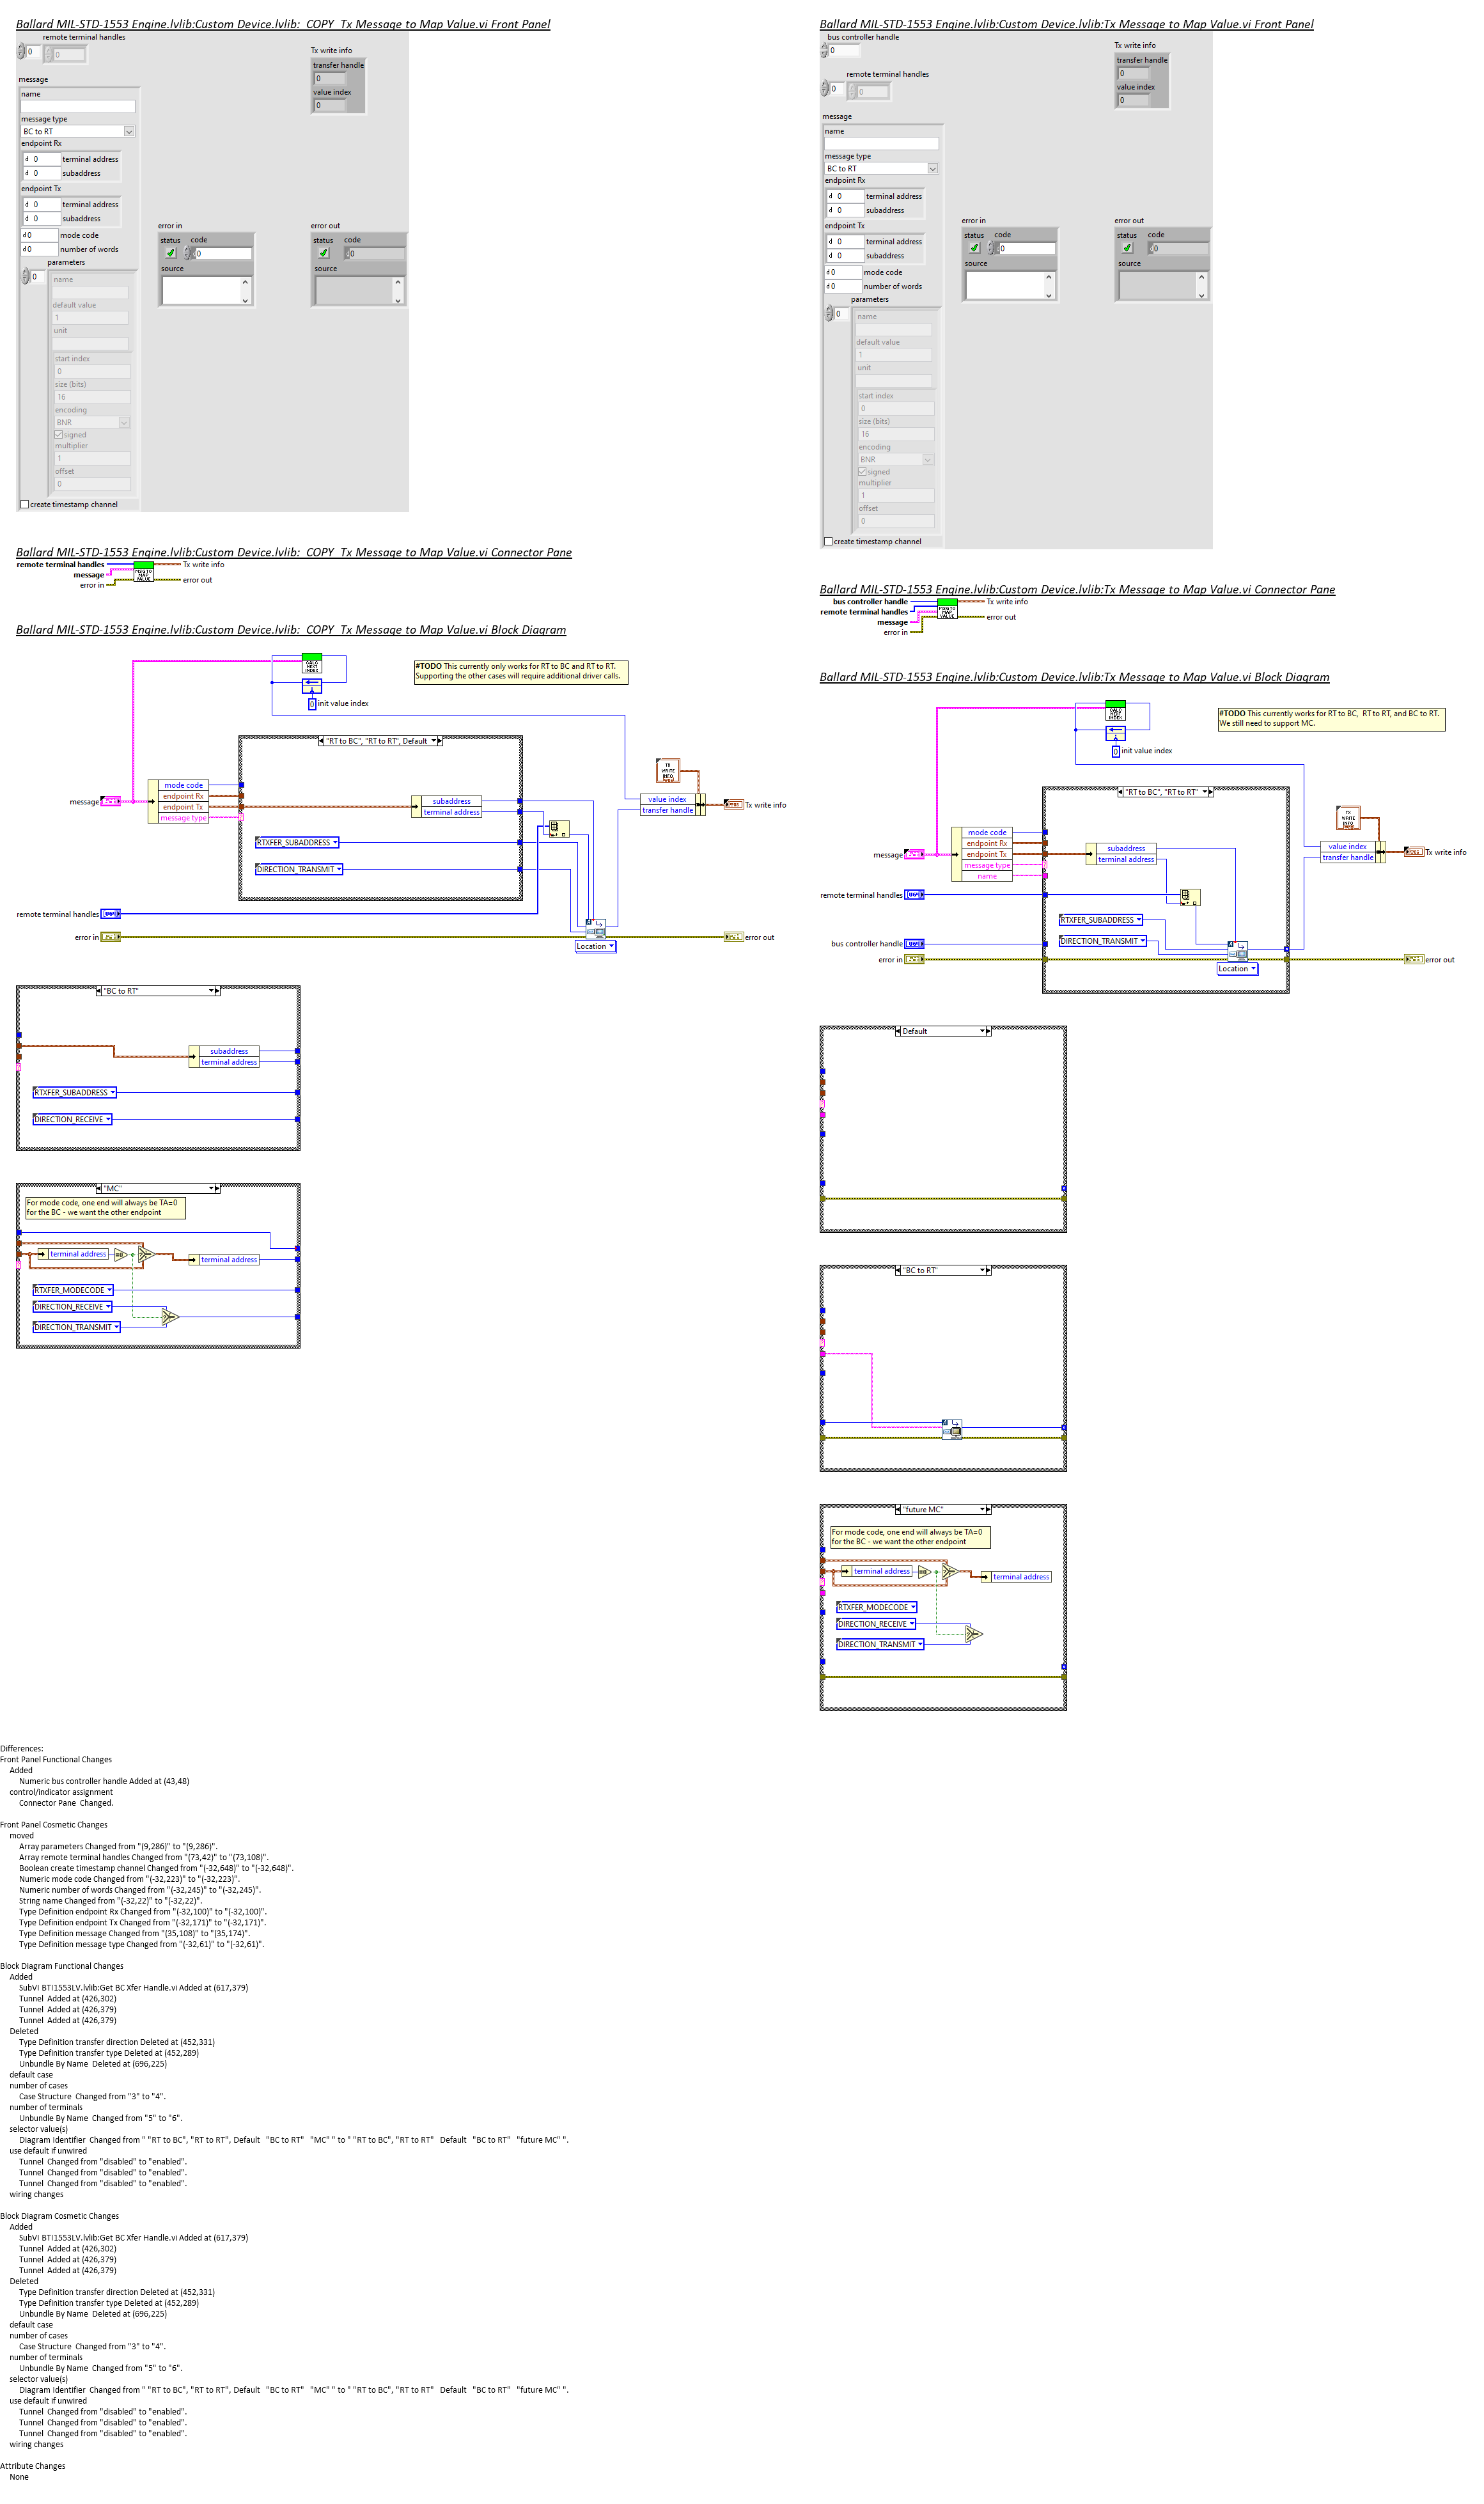 Ballard MIL-STD-1553 Engine.lvlib:Custom Device.lvlib:_COPY_Tx Message to Map Value.vi Front Panel
remote terminal handles
0
0
Tx write info
transfer handle
0
value index
0
message
name
message type
BC to RT
endpoint Rx
0 terminal address
0 subaddress
endpoint Tx
0 terminal address
0 subaddress
d0 mode code
d0 number of words
parameters
0
name
default value
1
unit
start index
0
size (bits)
16
encoding
BNR
signed
multiplier
1
offset
0
create timestamp channel
error in
status code
0
source
error out
status code
0
source
Ballard MIL-STD-1553 Engine.lvlib:Custom Device.lvlib:_COPY_Tx Message to Map Value.vi Connector Pane
remote terminal handles
message
error in
MSG TO
MAP
VALUE
Tx write info
error out
Ballard MIL-STD-1553 Engine.lvlib:Custom Device.lvlib:_COPY_Tx Message to Map Value.vi Block Diagram
CALC
NEXT
INDEX
0 init value index
#TODO This currently only works for RT to BC and RT to RT.
Supporting the other cases will require additional driver calls.
"RT to BC", "RT to RT", Default
message
mode code
endpoint Rx
endpoint Tx
message type
subaddress
terminal address
RTXFER_SUBADDRESS
DIRECTION_TRANSMIT
TX
WRITE
INFO
value index
transfer handle
Tx write info
remote terminal handles
error in
Location
error out
"BC to RT"
subaddress
terminal address
RTXFER_SUBADDRESS
DIRECTION_RECEIVE
"MC"
For mode code, one end will always be TA=0
for the BC - we want the other endpoint
terminal address
terminal address
RTXFER_MODECODE
DIRECTION_RECEIVE
DIRECTION_TRANSMIT
Ballard MIL-STD-1553 Engine.lvlib:Custom Device.lvlib:Tx Message to Map Value.vi Front Panel
bus controller handle
0
remote terminal handles
0
0
Tx write info
transfer handle
0
value index
0
message
name
message type
BC to RT
endpoint Rx
0 terminal address
0 subaddress
endpoint Tx
0 terminal address
0 subaddress
d0 mode code
d0 number of words
parameters
0
name
default value
1
unit
start index
0
size (bits)
16
encoding
BNR
signed
multiplier
1
offset
0
create timestamp channel
error in
status code
0
source
error out
status code
0
source
Ballard MIL-STD-1553 Engine.lvlib:Custom Device.lvlib:Tx Message to Map Value.vi Connector Pane
bus controller handle
remote terminal handles
message
error in
MSG TO
MAP
VALUE
Tx write info
error out
Ballard MIL-STD-1553 Engine.lvlib:Custom Device.lvlib:Tx Message to Map Value.vi Block Diagram
CALC
NEXT
INDEX
0 init value index
#TODO This currently works for RT to BC, RT to RT, and BC to RT.
We still need to support MC.
"RT to BC", "RT to RT"
message
mode code
endpoint Rx
endpoint Tx
message type
name
subaddress
terminal address
TX
WRITE
INFO
value index
transfer handle
Tx write info
remote terminal handles
RTXFER_SUBADDRESS
DIRECTION_TRANSMIT
bus controller handle
error in
Location
error out
Default
"BC to RT"
"future MC"
For mode code, one end will always be TA=0
for the BC - we want the other endpoint
terminal address
terminal address
RTXFER_MODECODE
DIRECTION_RECEIVE
DIRECTION_TRANSMIT
Differences:
Front Panel Functional Changes
Added
Numeric bus controller handle Added at (43,48)
control/indicator assignment
Connector Pane Changed.
Front Panel Cosmetic Changes
moved
Array parameters Changed from "(9,286)" to "(9,286)".
Array remote terminal handles Changed from "(73,42)" to "(73,108)".
Boolean create timestamp channel Changed from "(-32,648)" to "(-32,648)".
Numeric mode code Changed from "(-32,223)" to "(-32,223)".
Numeric number of words Changed from "(-32,245)" to "(-32,245)".
String name Changed from "(-32,22)" to "(-32,22)".
Type Definition endpoint Rx Changed from "(-32,100)" to "(-32,100)".
Type Definition endpoint Tx Changed from "(-32,171)" to "(-32,171)".
Type Definition message Changed from "(35,108)" to "(35,174)".
Type Definition message type Changed from "(-32,61)" to "(-32,61)".
Block Diagram Functional Changes
Added
SubVI BTI1553LV.lvlib:Get BC Xfer Handle.vi Added at (617,379)
Tunnel Added at (426,302)
Tunnel Added at (426,379)
Tunnel Added at (426,379)
Deleted
Type Definition transfer direction Deleted at (452,331)
Type Definition transfer type Deleted at (452,289)
Unbundle By Name Deleted at (696,225)
default case
number of cases
Case Structure Changed from "3" to "4".
number of terminals
Unbundle By Name Changed from "5" to "6".
selector value(s)
Diagram Identifier Changed from " "RT to BC", "RT to RT", Default "BC to RT" "MC" " to " "RT to BC", "RT to RT" Default "BC to RT" "future MC" ".
use default if unwired
Tunnel Changed from "disabled" to "enabled".
Tunnel Changed from "disabled" to "enabled".
Tunnel Changed from "disabled" to "enabled".
wiring changes
Block Diagram Cosmetic Changes
Added
SubVI BTI1553LV.lvlib:Get BC Xfer Handle.vi Added at (617,379)
Tunnel Added at (426,302)
Tunnel Added at (426,379)
Tunnel Added at (426,379)
Deleted
Type Definition transfer direction Deleted at (452,331)
Type Definition transfer type Deleted at (452,289)
Unbundle By Name Deleted at (696,225)
default case
number of cases
Case Structure Changed from "3" to "4".
number of terminals
Unbundle By Name Changed from "5" to "6".
selector value(s)
Diagram Identifier Changed from " "RT to BC", "RT to RT", Default "BC to RT" "MC" " to " "RT to BC", "RT to RT" Default "BC to RT" "future MC" ".
use default if unwired
Tunnel Changed from "disabled" to "enabled".
Tunnel Changed from "disabled" to "enabled".
Tunnel Changed from "disabled" to "enabled".
wiring changes
Attribute Changes
None